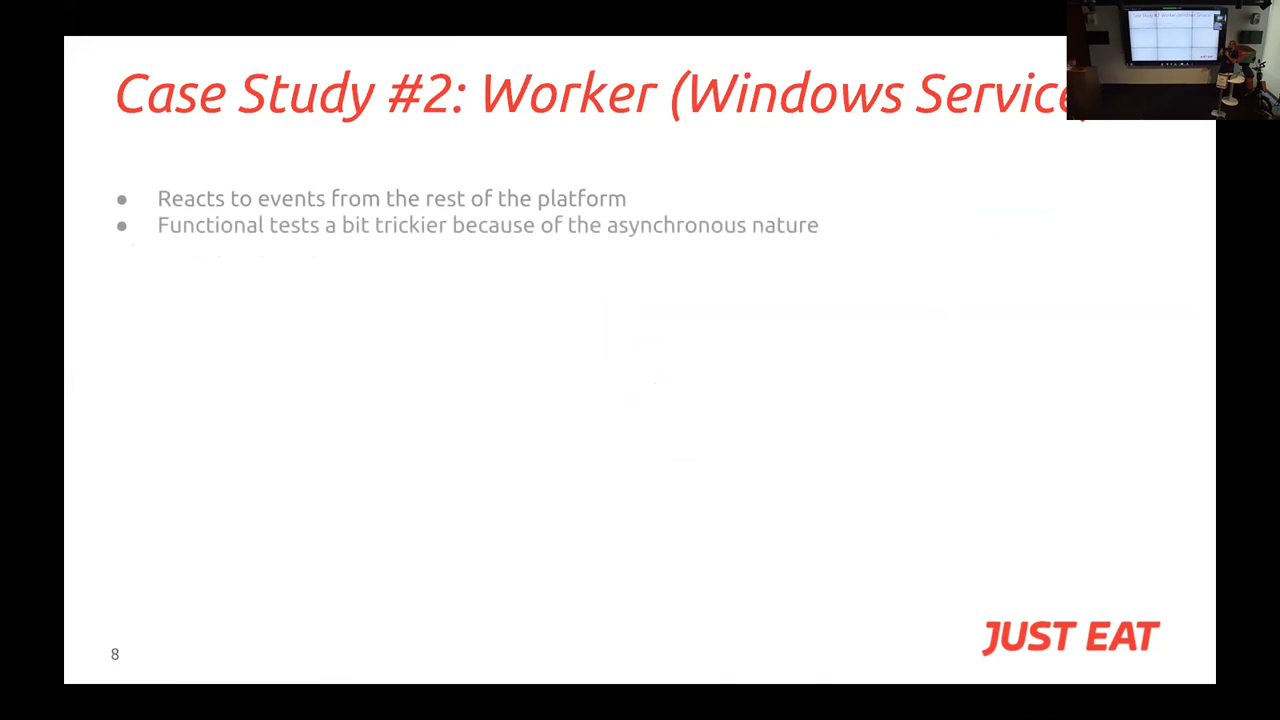 Case Study #2: Worker (Windows Service)
● Reacts to events from the rest of the platform
● Functional tests a bit trickier because of the asynchronous nature
8
JUST EAT